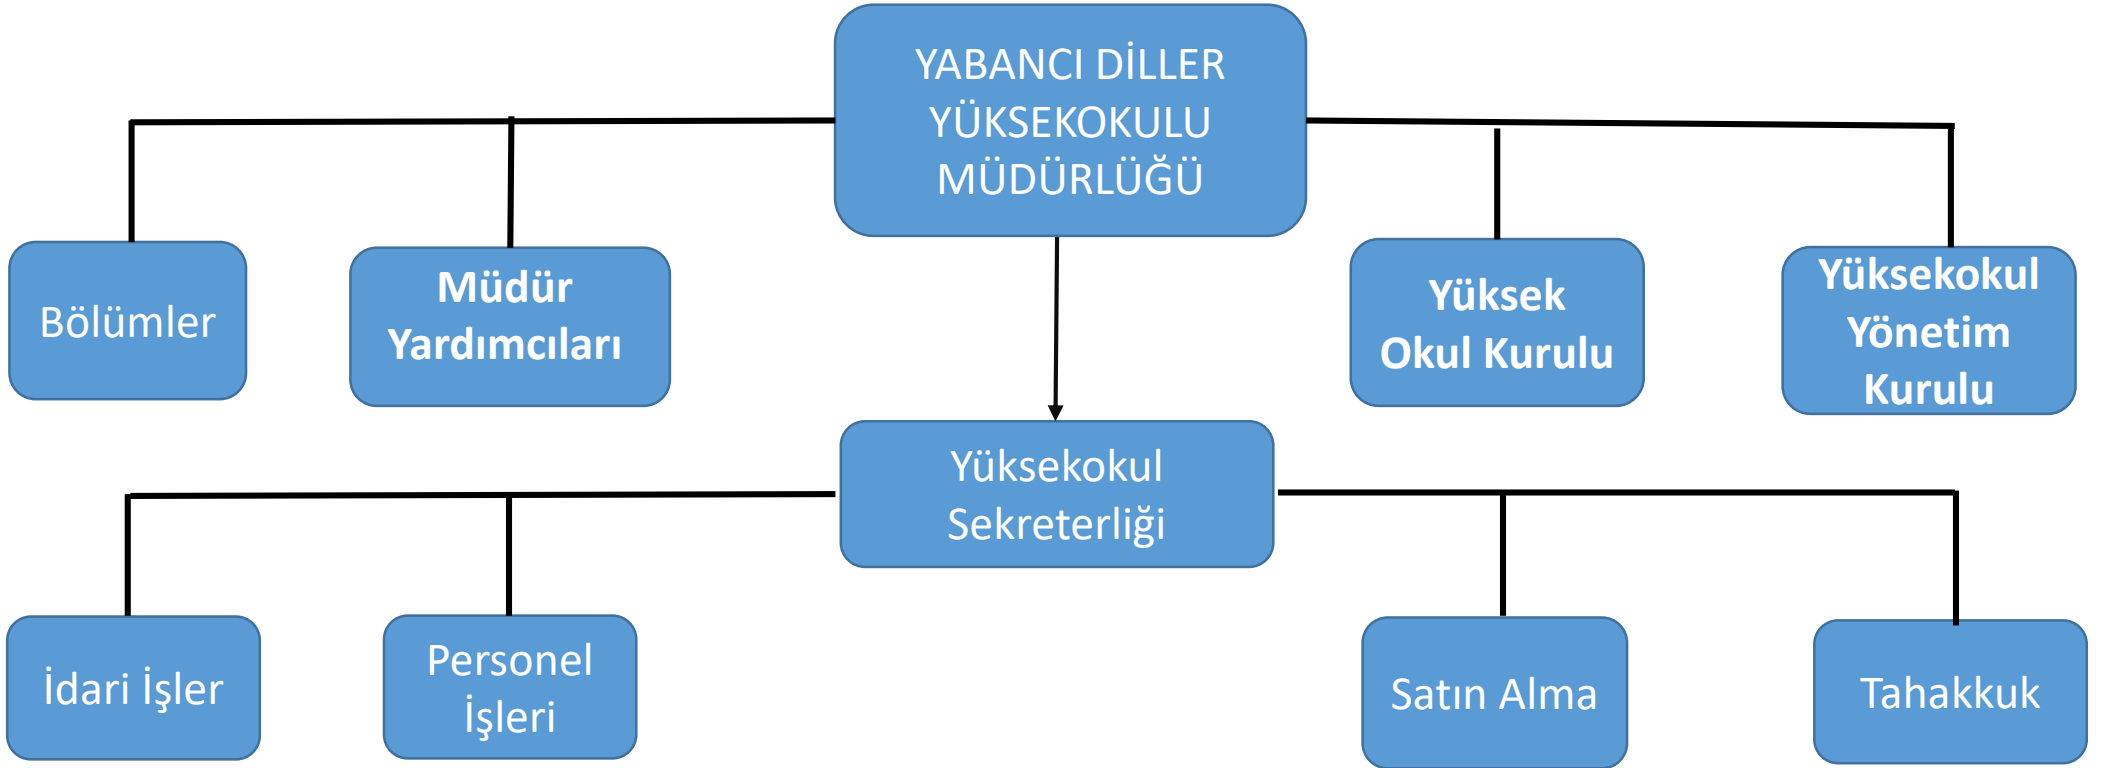 YABANCI DİLLER
YÜKSEKOKULU
MÜDÜRLÜĞÜ
Bölümler
Müdür
Yardımcıları
Yüksek
Okul Kurulu
Yüksekokul
Yönetim
Kurulu
Yüksekokul
Sekreterliği
İdari İşler
Personel
İşleri
Satın Alma
Tahakkuk